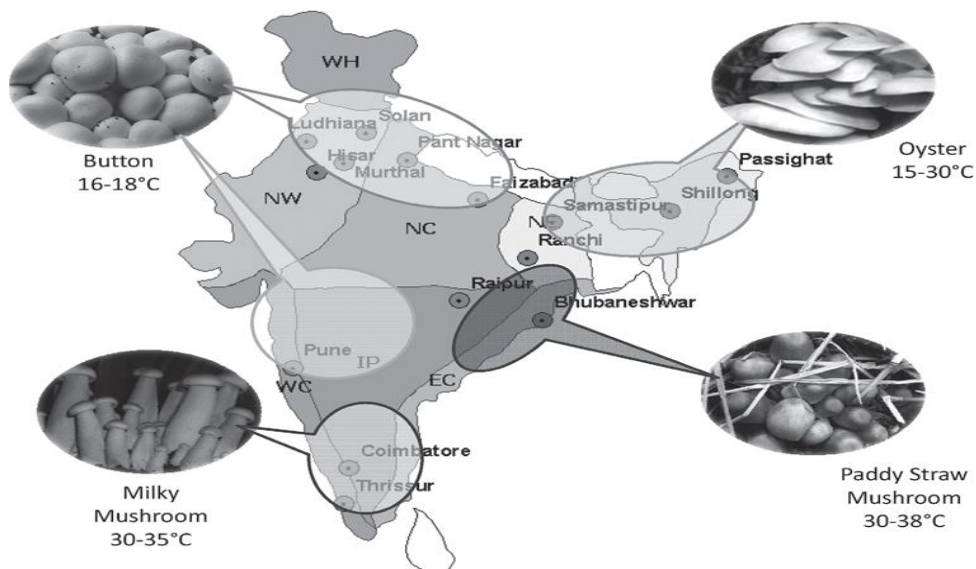 WH
Solan
Ludhiana
Pant Nagar
Hisar
Murthal
Button
16-18°C
Oyster
15-30°C
Passighat
Faizabad
Shillong
Samastipur
NW
NC
Ranchi
Raipur
Bhubaneshwar
Pune
IP
WC
EC
Coimbatore
Thrissur
Milky
Mushroom
30-35°C
Paddy Straw
Mushroom
30-38°C